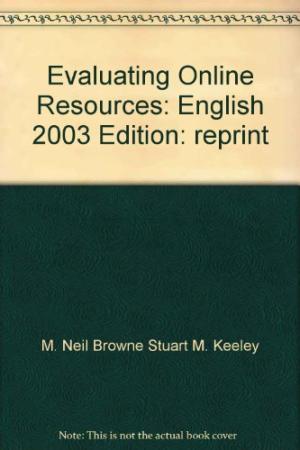 Evaluating Online
Resources: English
2003 Edition: reprint
M. Neil Browne Stuart M. Keeley
Note: This is not the actual book cover